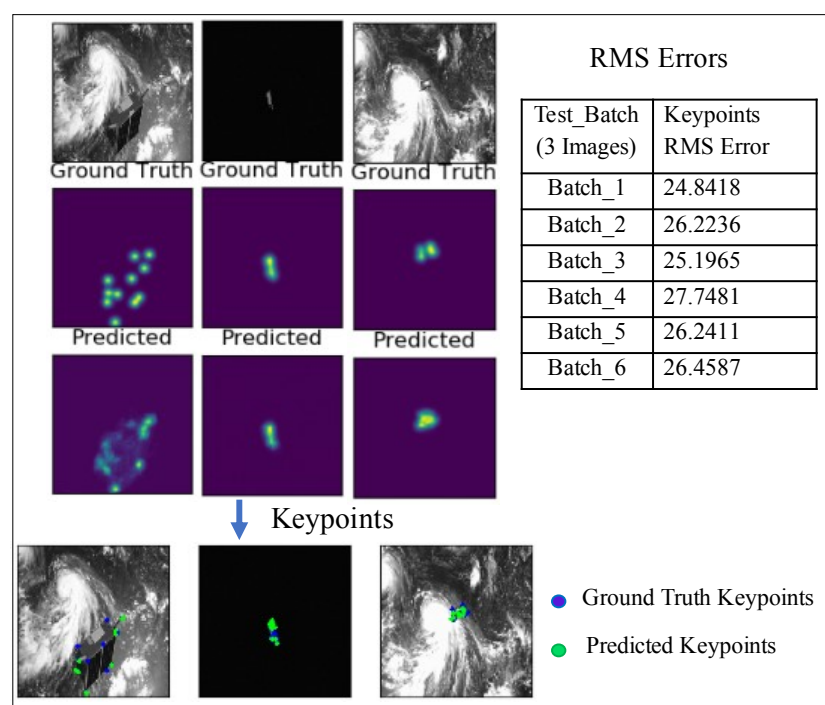 RMS Errors
Ground Truth Ground Truth Ground Truth
Predicted Predicted Predicted
Test_Batch (3 Images) Keypoints RMS Error
Batch_1 24.8418
Batch_2 26.2236
Batch_3 25.1965
Batch_4 27.7481
Batch_5 26.2411
Batch_6 26.4587
Keypoints
Ground Truth Keypoints
Predicted Keypoints